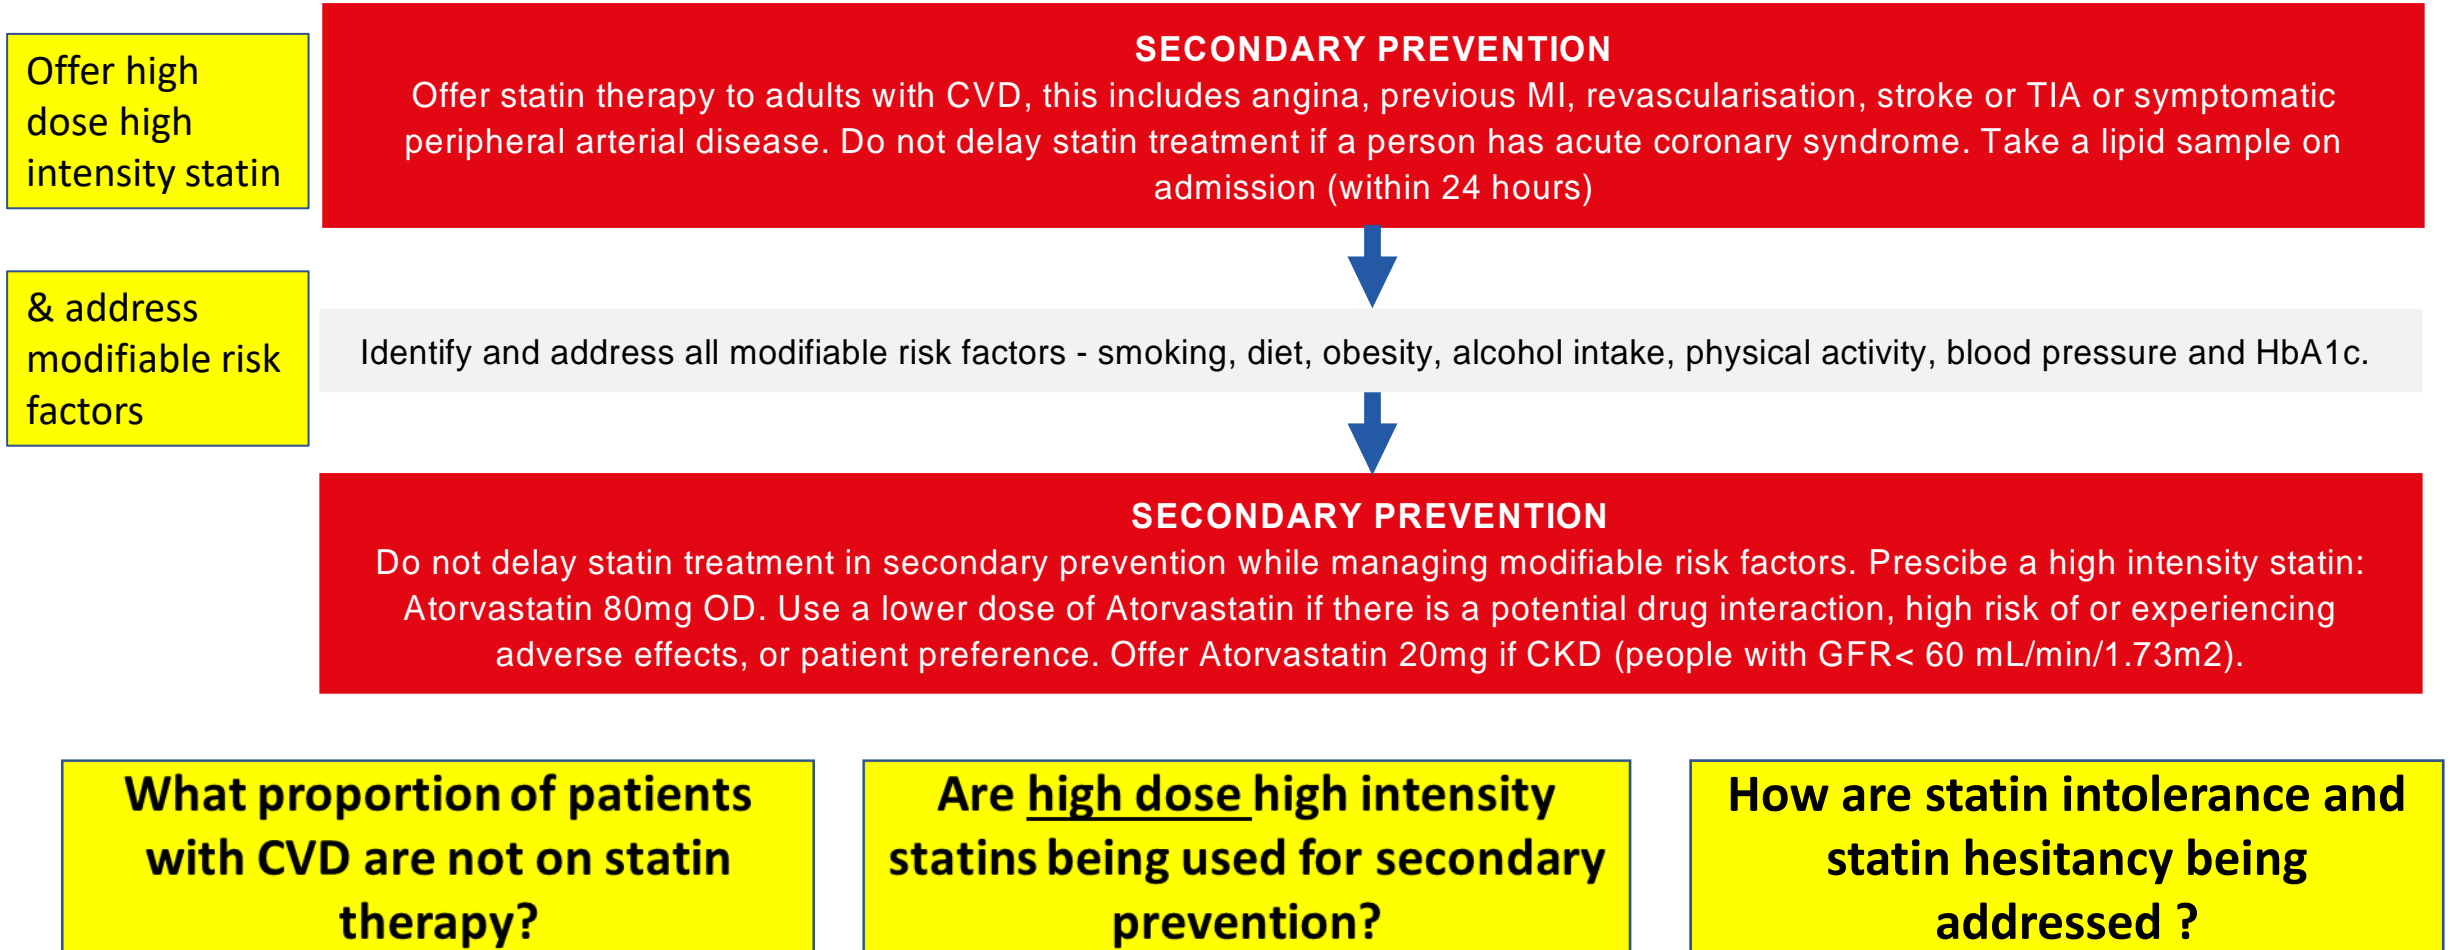 Offer high
dose high
intensity statin
SECONDARY PREVENTION
Offer statin therapy to adults with CVD, this includes angina, previous MI, revascularisation, stroke or TIA or symptomatic
peripheral arterial disease. Do not delay statin treatment if a person has acute coronary syndrome. Take a lipid sample on
admission (within 24 hours)
& address
modifiable risk
factors
Identify and address all modifiable risk factors - smoking, diet, obesity, alcohol intake, physical activity, blood pressure and HbA1c.
SECONDARY PREVENTION
Do not delay statin treatment in secondary prevention while managing modifiable risk factors. Prescibe a high intensity statin:
Atorvastatin 80mg OD. Use a lower dose of Atorvastatin if there is a potential drug interaction, high risk of or experiencing
adverse effects, or patient preference. Offer Atorvastatin 20mg if CKD (people with GFR< 60 mL/min/1.73m2).
What proportion of patients
with CVD are not on statin
therapy?
Are high dose high intensity
statins being used for secondary
prevention?
How are statin intolerance and
statin hesitancy being
addressed ?